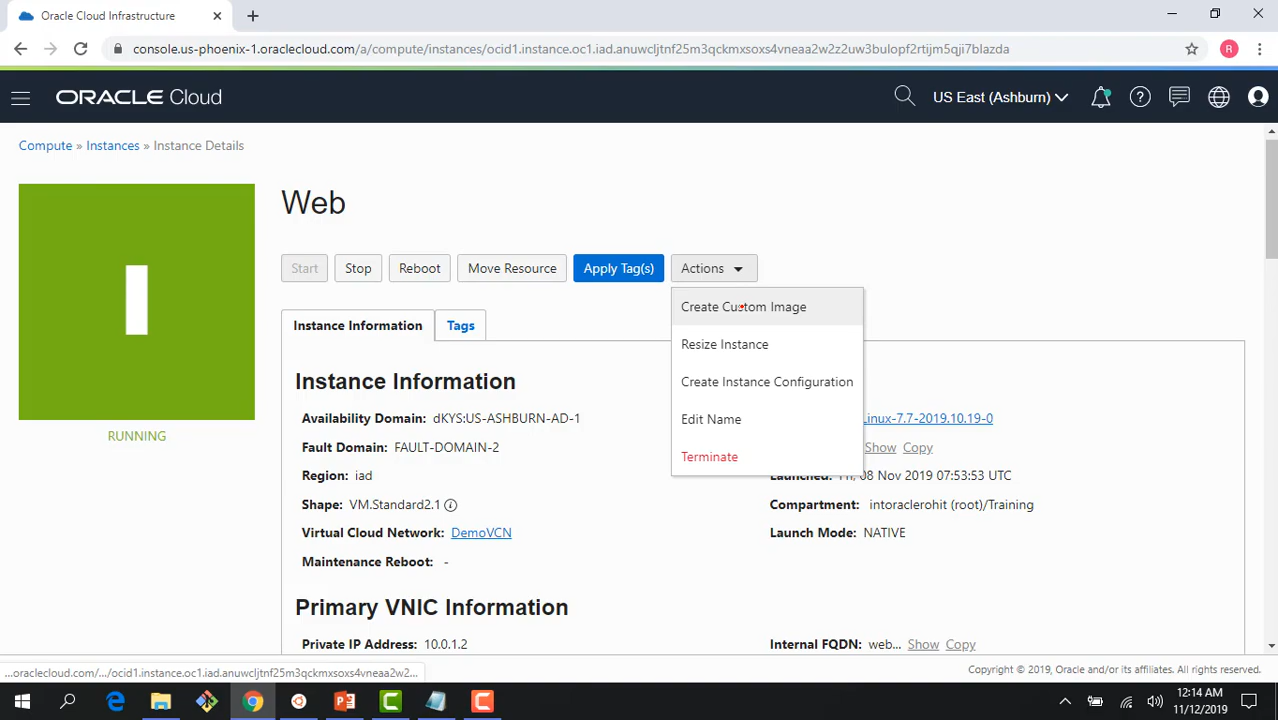 Oracle Cloud Infrastructure
console.us-phoenix-1.oraclecloud.com/a/compute/instances/ocid1.instance.oc1.iad.anuwcljtnf25m3qckmxsoxs4vneaa2w2z2uw3bulopf2rtijm5qji7blazda
R
ORACLE Cloud
US East (Ashburn)
Compute » Instances » Instance Details
I
RUNNING
Web
Start
Stop
Reboot
Move Resource
Apply Tag(s)
Actions
Create Custom Image
Resize Instance
Create Instance Configuration
Edit Name
Terminate
Instance Information
Tags
Instance Information
Availability Domain: dKYS:US-ASHBURN-AD-1
Fault Domain: FAULT-DOMAIN-2
Region: iad
Shape: VM.Standard2.1
Virtual Cloud Network: DemoVCN
Maintenance Reboot: -
Linux-7.7-2019.10.19-0
Show Copy
Launched: Fri, 08 Nov 2019 07:53:53 UTC
Compartment: intoraclerohit (root)/Training
Launch Mode: NATIVE
Primary VNIC Information
Private IP Address: 10.0.1.2
Internal FQDN: web... Show Copy
...oraclecloud.com/.../ocid1.instance.oc1.iad.anuwcljtnf25m3qckmxsoxs4vneaa2w2...
Copyright © 2019, Oracle and/or its affiliates. All rights reserved.
12:14 AM
11/12/2019